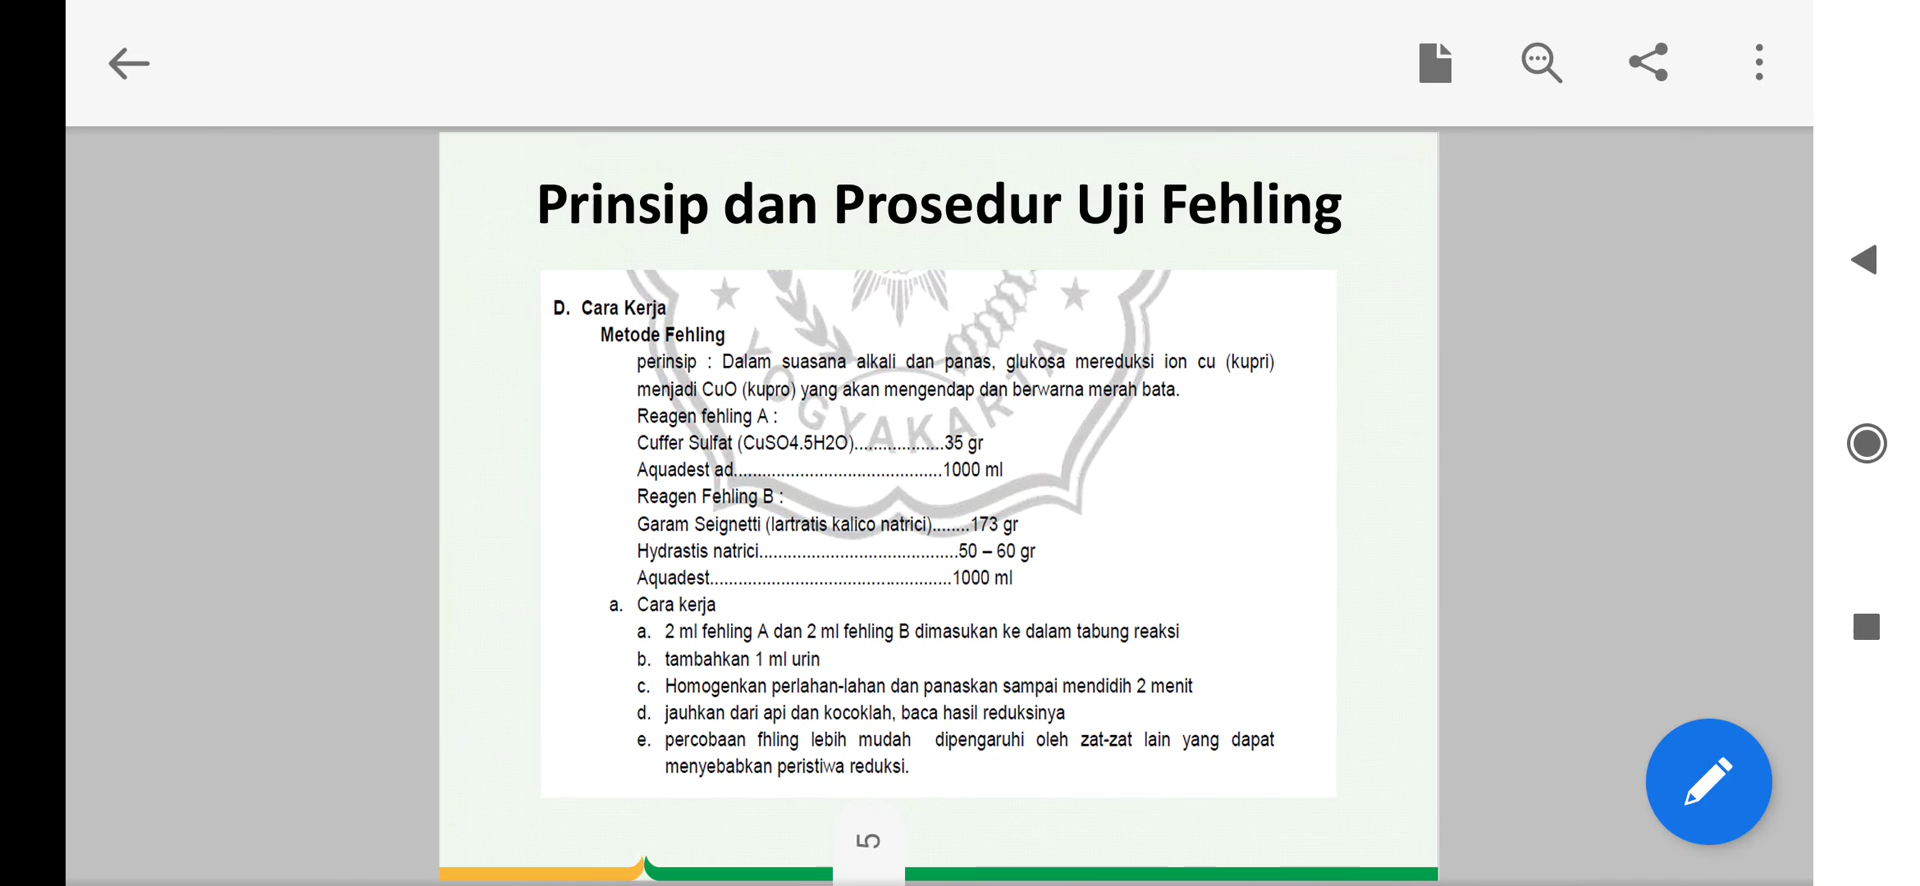 Prinsip dan Prosedur Uji Fehling
YOGYAKARTA
D. Cara Kerja
Metode Fehling
perinsip : Dalam suasana alkali dan panas, glukosa mereduksi ion cu (kupri)
menjadi CuO (kupro) yang akan mengendap dan berwarna merah bata.
Reagen fehling A :
Cuffer Sulfat (CuSO4.5H2O)...................35 gr
Aquadest ad............................................1000 ml
Reagen Fehling B :
Garam Seignetti (lartratis kalico natrici)........173 gr
Hydrastis natrici..........................................50 – 60 gr
Aquadest...................................................1000 ml
a. Cara kerja
a. 2 ml fehling A dan 2 ml fehling B dimasukan ke dalam tabung reaksi
b. tambahkan 1 ml urin
c. Homogenkan perlahan-lahan dan panaskan sampai mendidih 2 menit
d. jauhkan dari api dan kocoklah, baca hasil reduksinya
e. percobaan fhling lebih mudah dipengaruhi oleh zat-zat lain yang dapat
menyebabkan peristiwa reduksi.
5